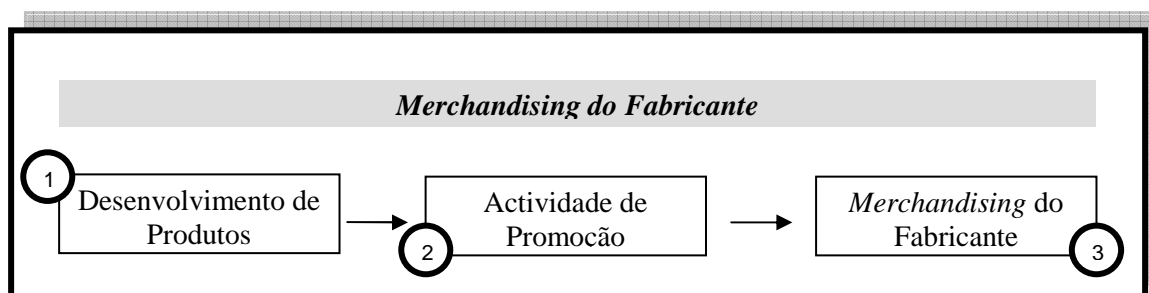 Merchandising do Fabricante
1
Desenvolvimento de
Produtos
Actividade de
Promocão
2
Merchandising do
Fabricante
3